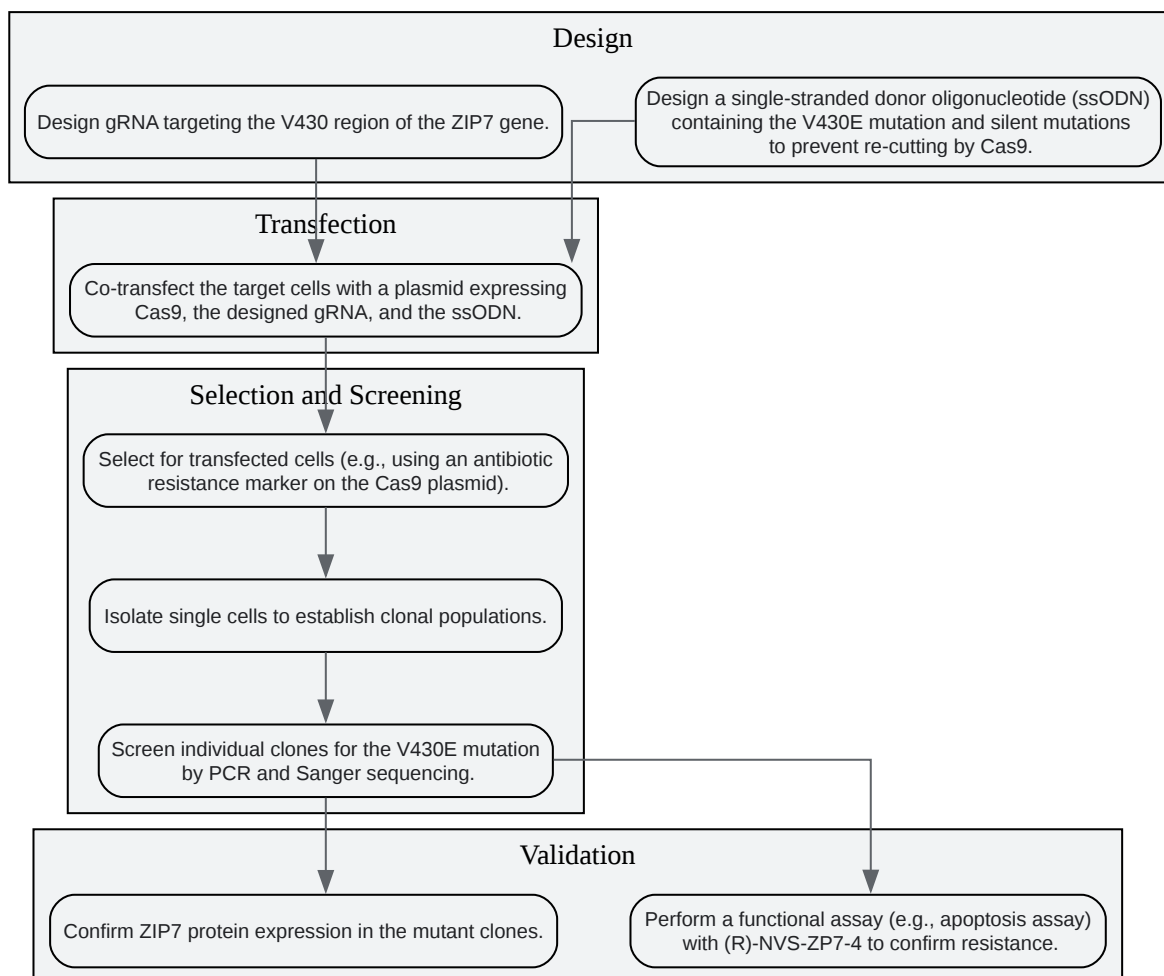 Design
Design gRNA targeting the V430 region of the ZIP7 gene.
Design a single-stranded donor oligonucleotide (ssODN)
containing the V430E mutation and silent mutations
to prevent re-cutting by Cas9.
Transfection
Co-transfect the target cells with a plasmid expressing
Cas9, the designed gRNA, and the ssODN.
Selection and Screening
Select for transfected cells (e.g., using an antibiotic
resistance marker on the Cas9 plasmid).
Isolate single cells to establish clonal populations.
Screen individual clones for the V430E mutation
by PCR and Sanger sequencing.
Validation
Confirm ZIP7 protein expression in the mutant clones.
Perform a functional assay (e.g., apoptosis assay)
with (R)-NVS-ZP7-4 to confirm resistance.